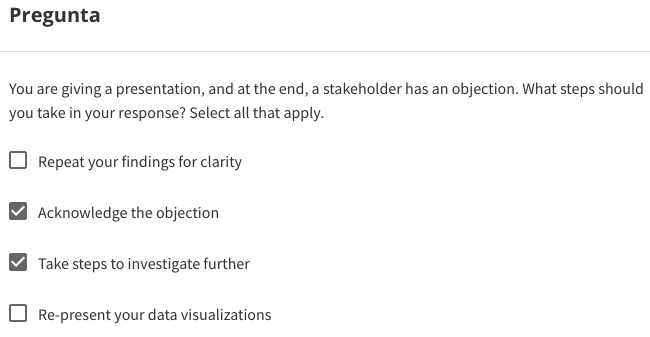 Pregunta
You are giving a presentation, and at the end, a stakeholder has an objection. What steps should
you take in your response? Select all that apply.
Repeat your findings for clarity
Acknowledge the objection
Take steps to investigate further
Re-present your data visualizations